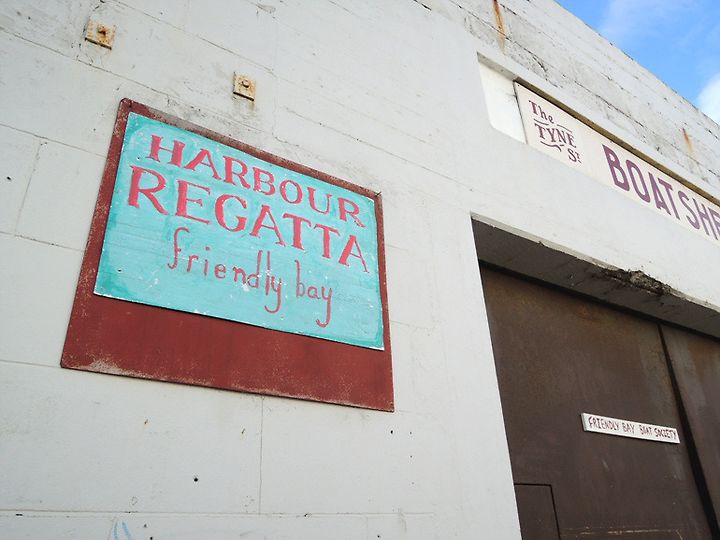 HARBOUR
REGATTA
friendly bay
The
TYNE
St
BOAT SHE
FRIENDLY BAY BOAT SOCIETY